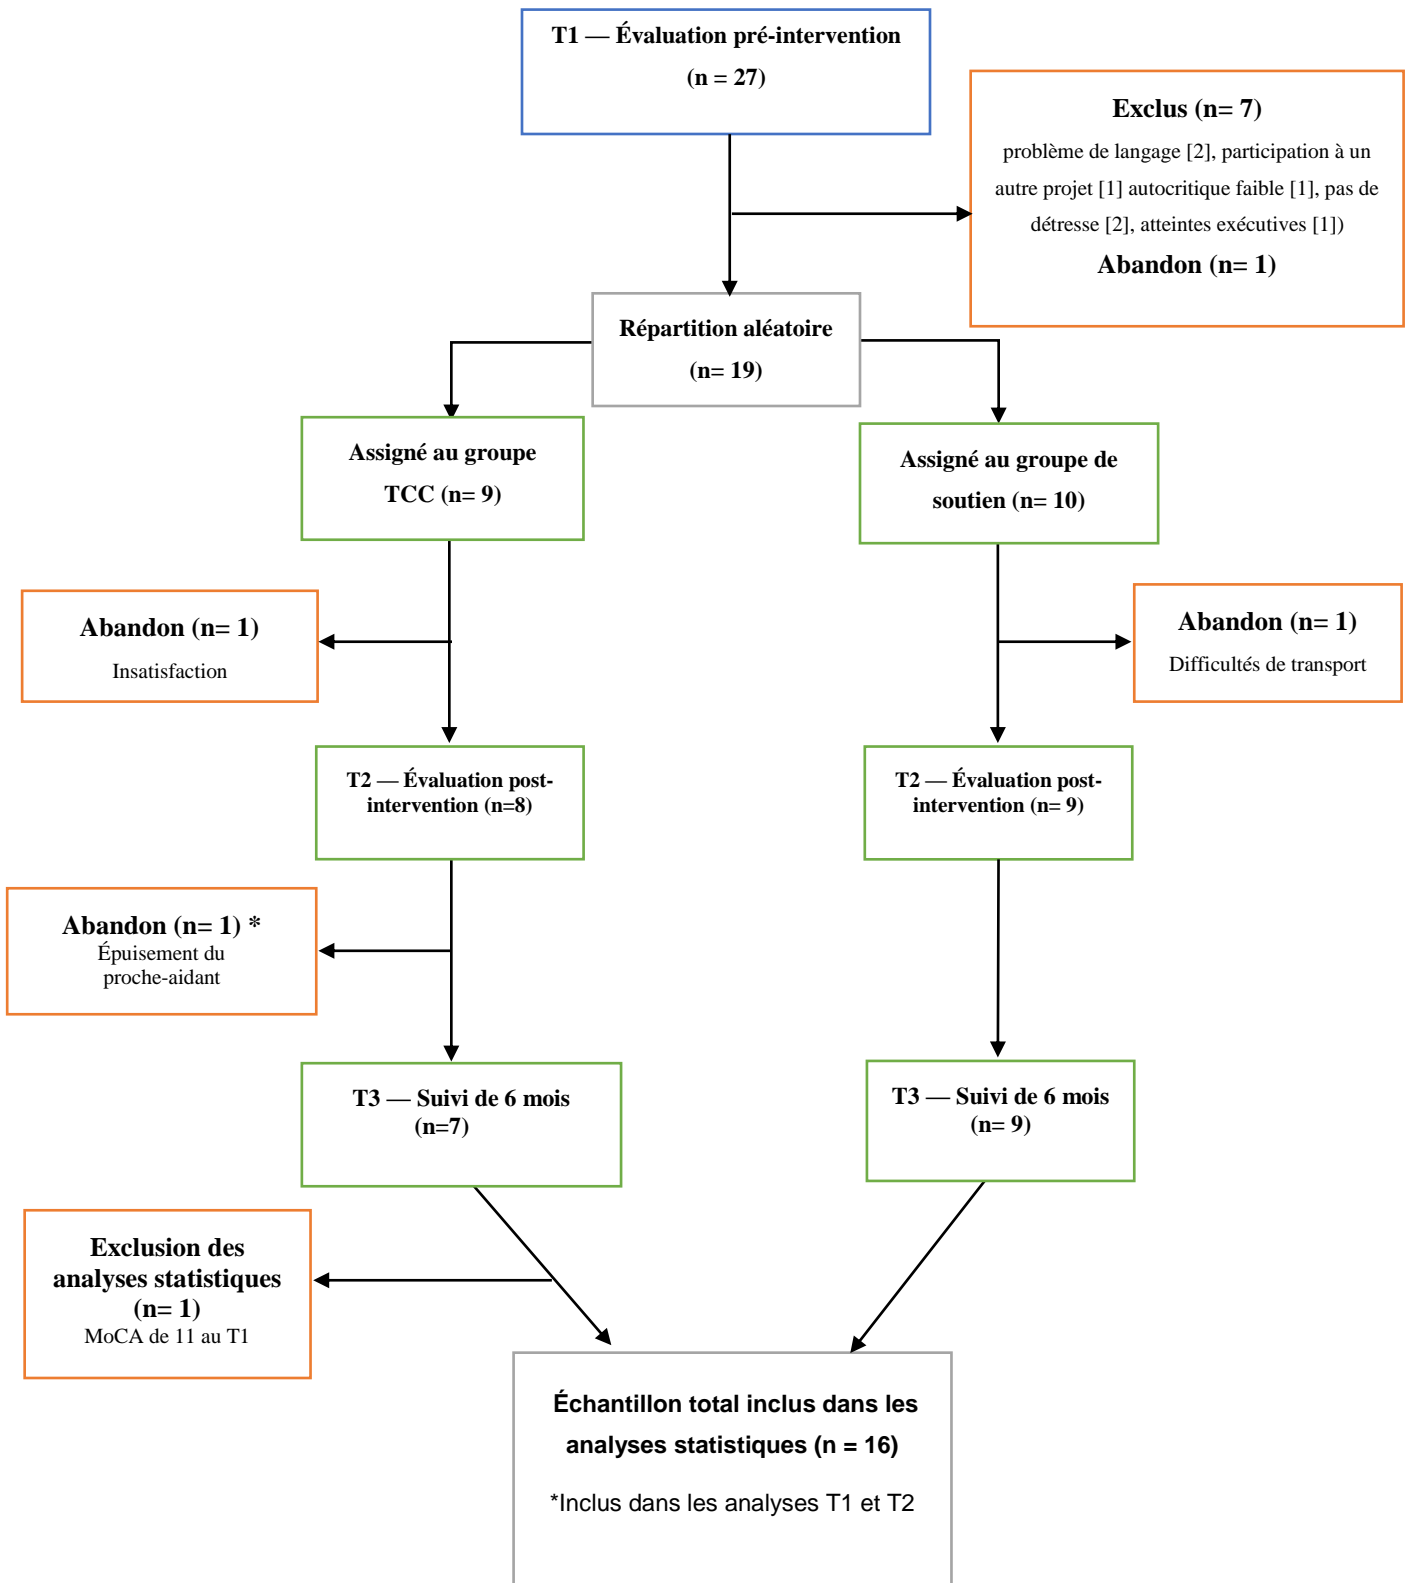 T1 — Évaluation pré-intervention
(n = 27)
Exclus (n= 7)
problème de langage [2], participation à un
autre projet [1] autocritique faible [1], pas de
détresse [2], atteintes exécutives [1])
Abandon (n= 1)
Répartition aléatoire
(n= 19)
Assigné au groupe
TCC (n= 9)
Assigné au groupe de
soutien (n= 10)
Abandon (n= 1)
Insatisfaction
Abandon (n= 1)
Difficultés de transport
T2 — Évaluation post-
intervention (n=8)
T2 — Évaluation post-
intervention (n= 9)
Abandon (n= 1) *
Épuisement du
proche-aidant
T3 — Suivi de 6 mois
(n=7)
T3 — Suivi de 6 mois
(n= 9)
Exclusion des
analyses statistiques
(n= 1)
MoCA de 11 au T1
Échantillon total inclus dans les
analyses statistiques (n = 16)
*Inclus dans les analyses T1 et T2